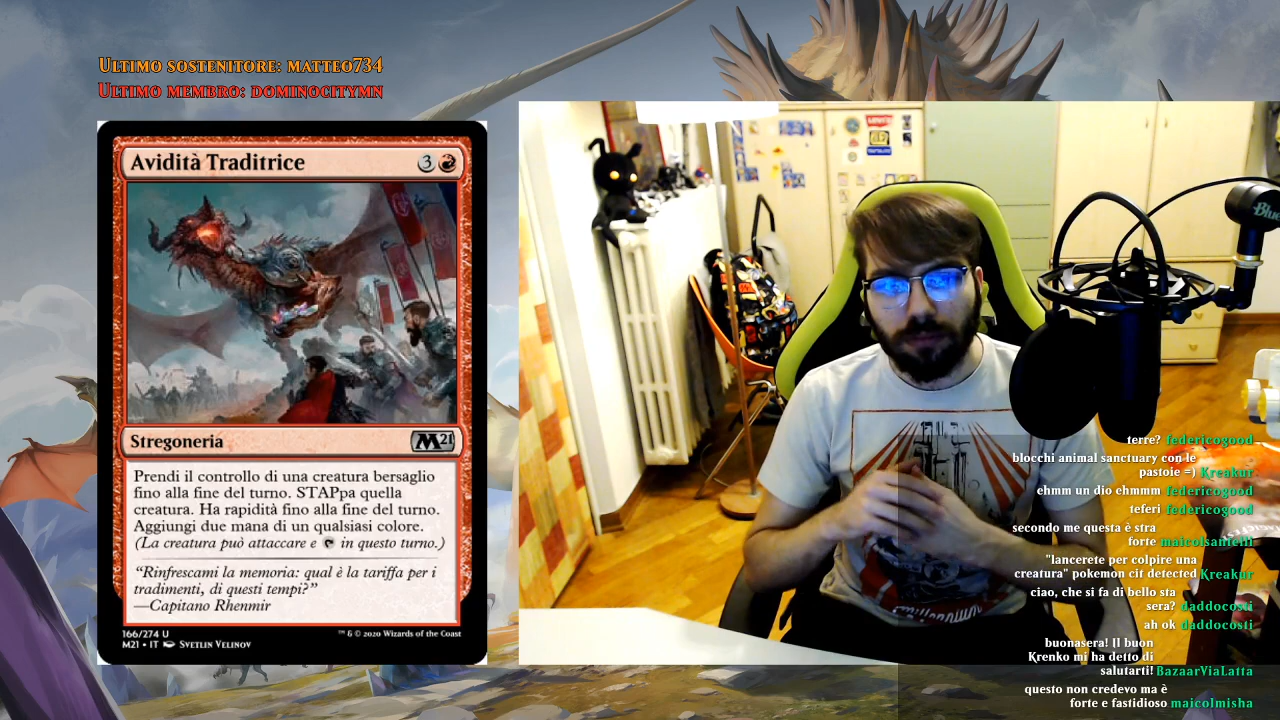 Ultimo sostenitore: matteo734
Ultimo membro: dominocitymn
Avidità Traditrice
3
Stregoneria
M21
Prendi il controllo di una creatura bersaglio
fino alla fine del turno. STAPpa quella
creatura. Ha rapidità fino alla fine del turno.
Aggiungi due mana di un qualsiasi colore.
(La creatura può attaccare e in questo turno.)
“Rinfrescami la memoria: qual è la tariffa per i
tradimenti, di questi tempi?”
—Capitano Rhenmir
166/274 U
M21 • IT Svetlin Velinov
™ & © 2020 Wizards of the Coast
Blue
terre? federicogood
blocchi animal sanctuary con le
pastoie =) Kreakur
ehmm un dio ehmmm federicogood
teferi federicogood
secondo me questa è stra
forte
"lancerete per colpire una
creatura" pokemon cit detected Kreakur
ciao, che si fa di bello sta
sera? daddocosti
ah ok daddocosti
buonasera! Il buon
Krenko mi ha detto di
salutarti! BazaarViaLatta
questo non credevo ma è
forte e fastidioso maicolmisha